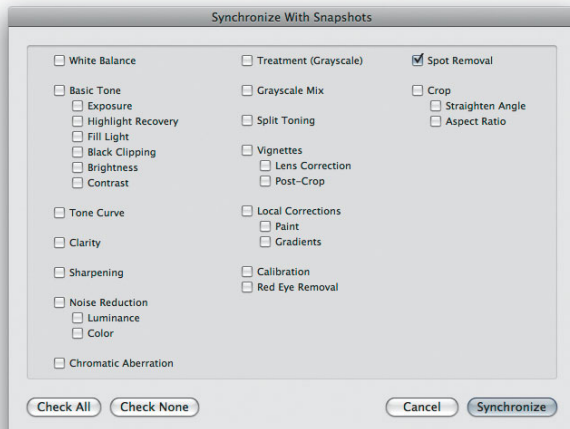 Synchronize With Snapshots
White Balance
Basic Tone
Exposure
Highlight Recovery
Fill Light
Black Clipping
Brightness
Contrast
Tone Curve
Clarity
Sharpening
Noise Reduction
Luminance
Color
Chromatic Aberration
Treatment (Grayscale)
Grayscale Mix
Split Toning
Vignettes
Lens Correction
Post-Crop
Local Corrections
Paint
Gradients
Calibration
Red Eye Removal
Spot Removal
Crop
Straighten Angle
Aspect Ratio
Check All
Check None
Cancel
Synchronize